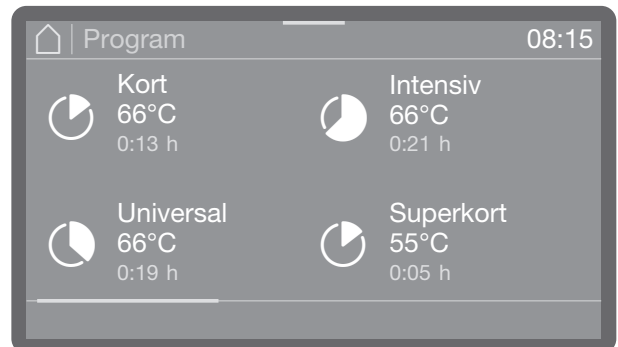 Program
08:15
Kort
66°C
0:13 h
Intensiv
66°C
0:21 h
Universal
66°C
0:19 h
Superkort
55°C
0:05 h